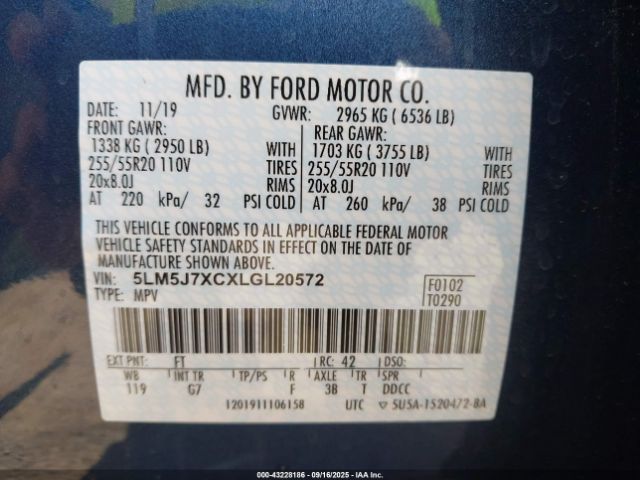 MFD. BY FORD MOTOR CO.
DATE: 11/19 GVWR: 2965 KG ( 6536 LB)
FRONT GAWR: REAR GAWR:
1338 KG ( 2950 LB) WITH 1703 KG ( 3755 LB) WITH
255/55R20 110V TIRES 255/55R20 110V TIRES
20x8.0J RIMS 20x8.0J RIMS
AT 220 kPa/ 32 PSI COLD AT 260 kPa/ 38 PSI COLD
THIS VEHICLE CONFORMS TO ALL APPLICABLE FEDERAL MOTOR
VEHICLE SAFETY STANDARDS IN EFFECT ON THE DATE OF
MANUFACTURE SHOWN ABOVE.
VIN: 5LM5J7XCXLGL20572 F0102
TYPE: MPV T0290
EXT PNT: FT RC: 42 DSO:
WB INT TR TP/PS R AXLE TR SPR
119 G7 F 38 T DDCC
1201911106158 UTC ▽ 5U5A-1520472-BA
000-43228186 - 09/16/2025 - IAA Inc.